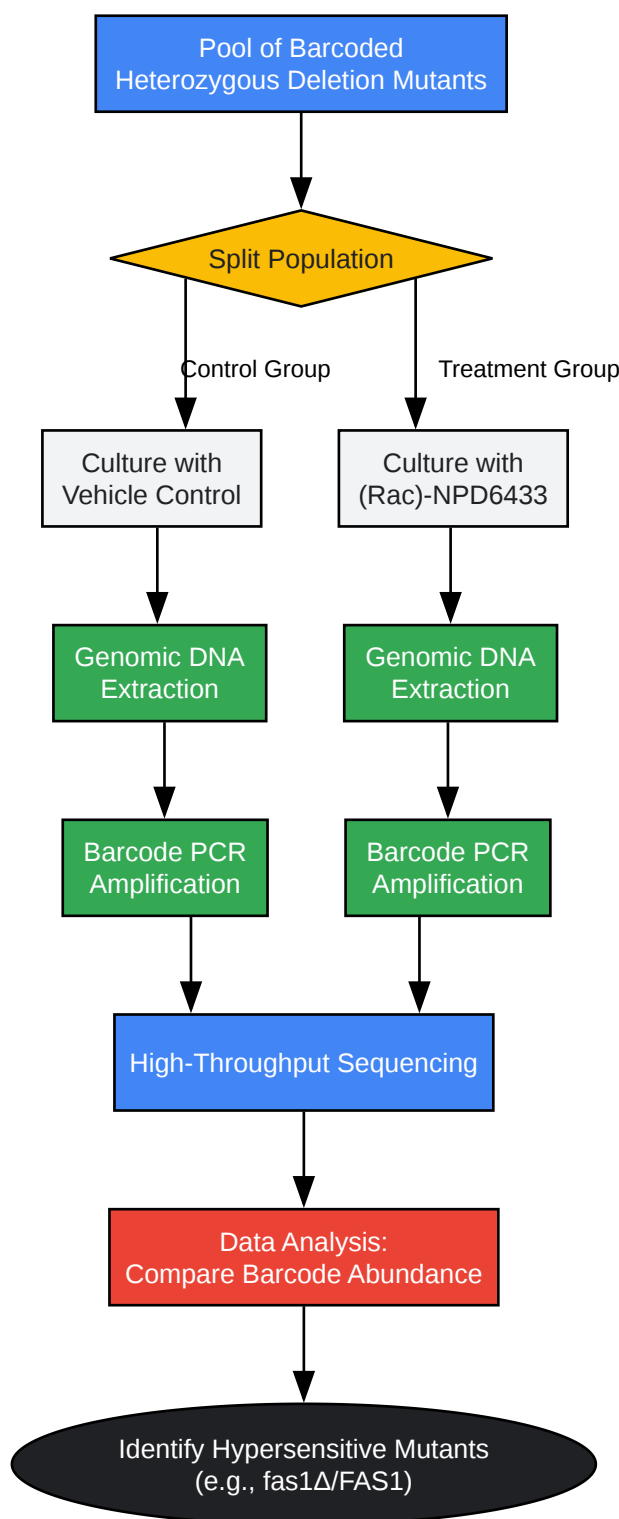 Pool of Barcoded
Heterozygous Deletion Mutants
Split Population
Control Group
Treatment Group
Culture with
Vehicle Control
Culture with
(Rac)-NPD6433
Genomic DNA
Extraction
Genomic DNA
Extraction
Barcode PCR
Amplification
Barcode PCR
Amplification
High-Throughput Sequencing
Data Analysis:
Compare Barcode Abundance
Identify Hypersensitive Mutants
(e.g., fas1Δ/FAS1)